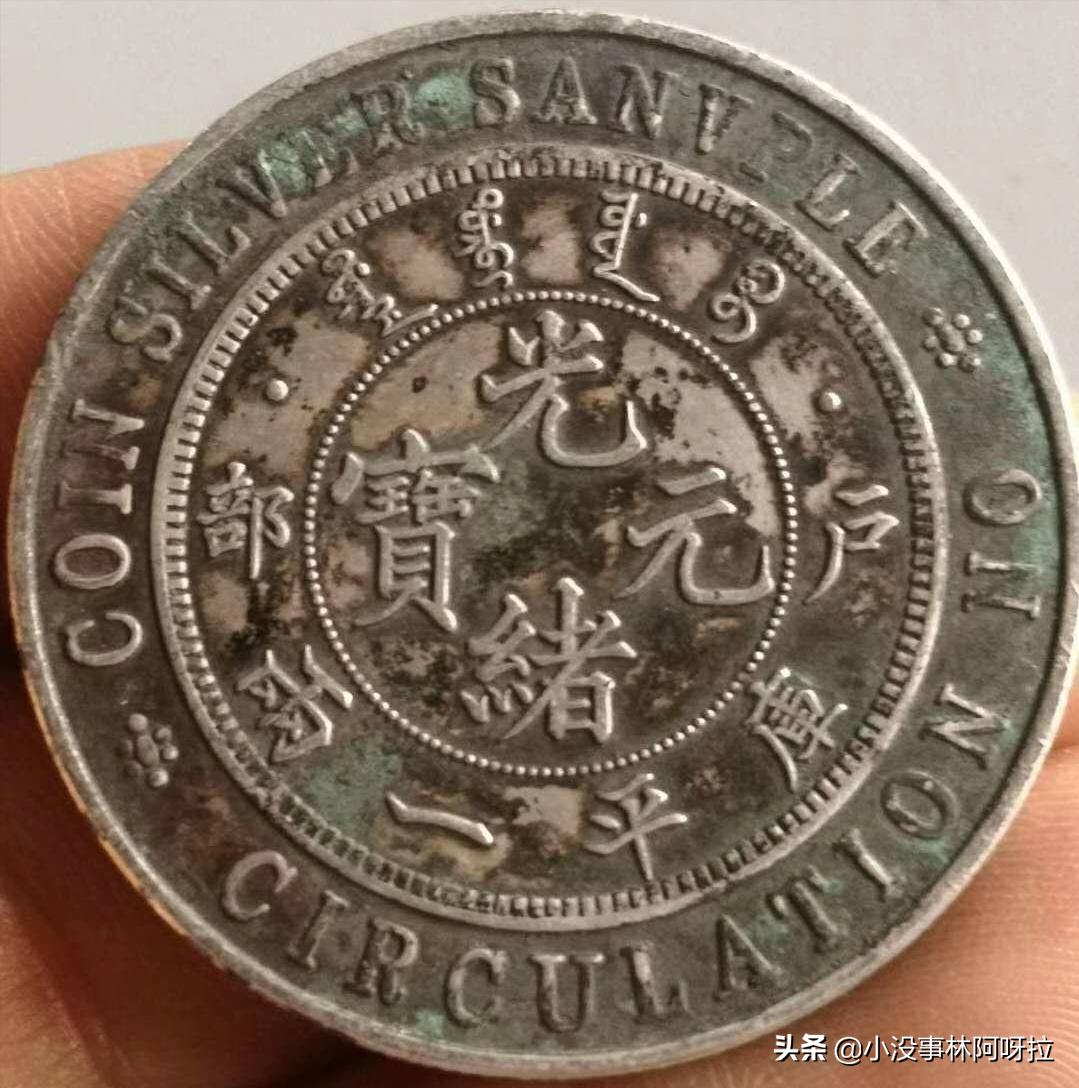 COIN SILVER SANVPLE
CIRCULATION IIO
户部
光緒元寶
庫平一兩
头条 @小没事林阿呀拉